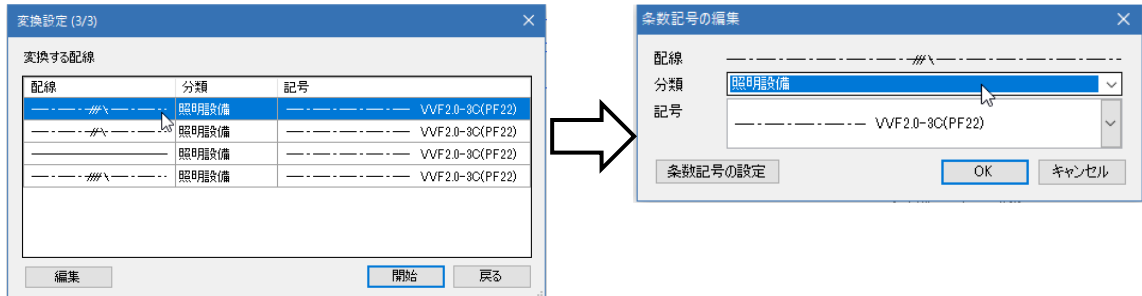 変換設定 (3/3)
変換する配線
配線 分類 記号
照明設備 VVF2.0-3C(PF22)
照明設備 VVF2.0-3C(PF22)
照明設備 VVF2.0-3C(PF22)
照明設備 VVF2.0-3C(PF22)
編集 開始 戻る
条数記号の編集
配線
分類 照明設備
記号 VVF2.0-3C(PF22)
条数記号の設定 OK キャンセル